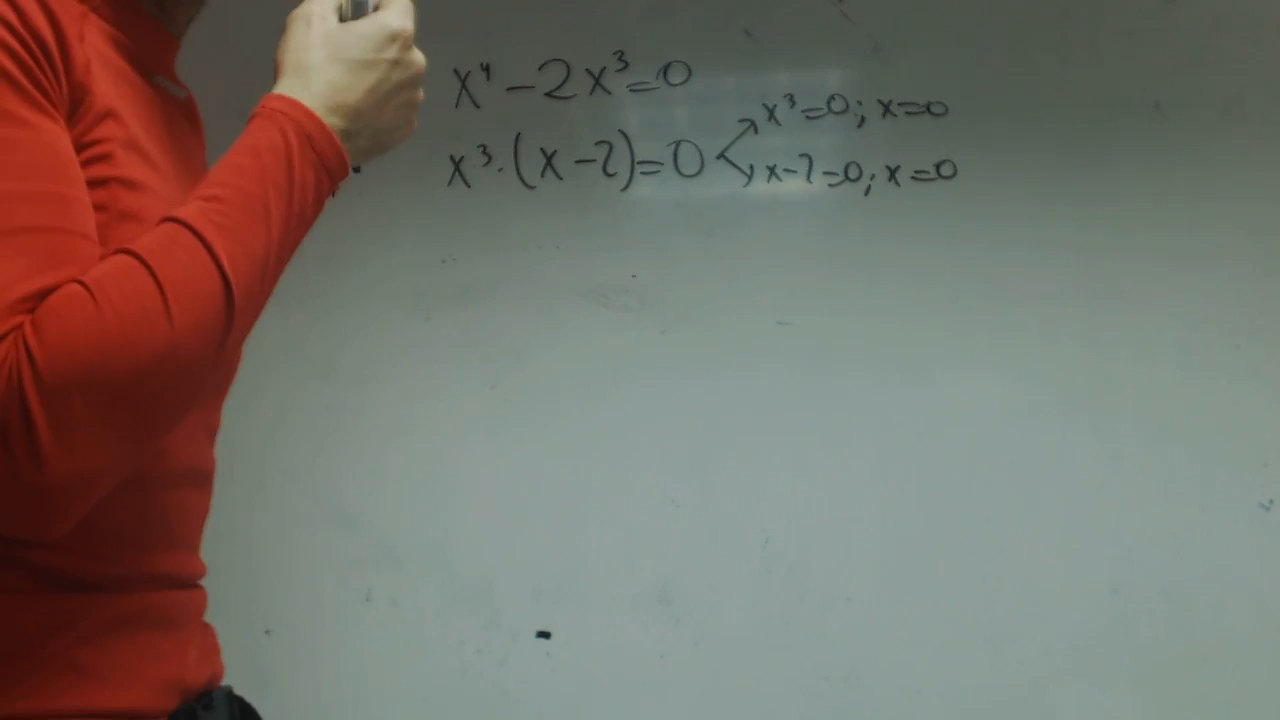 x⁴-2x³=0
x³·(x-2)=0
x³=0; x=0
x-2=0; x=0